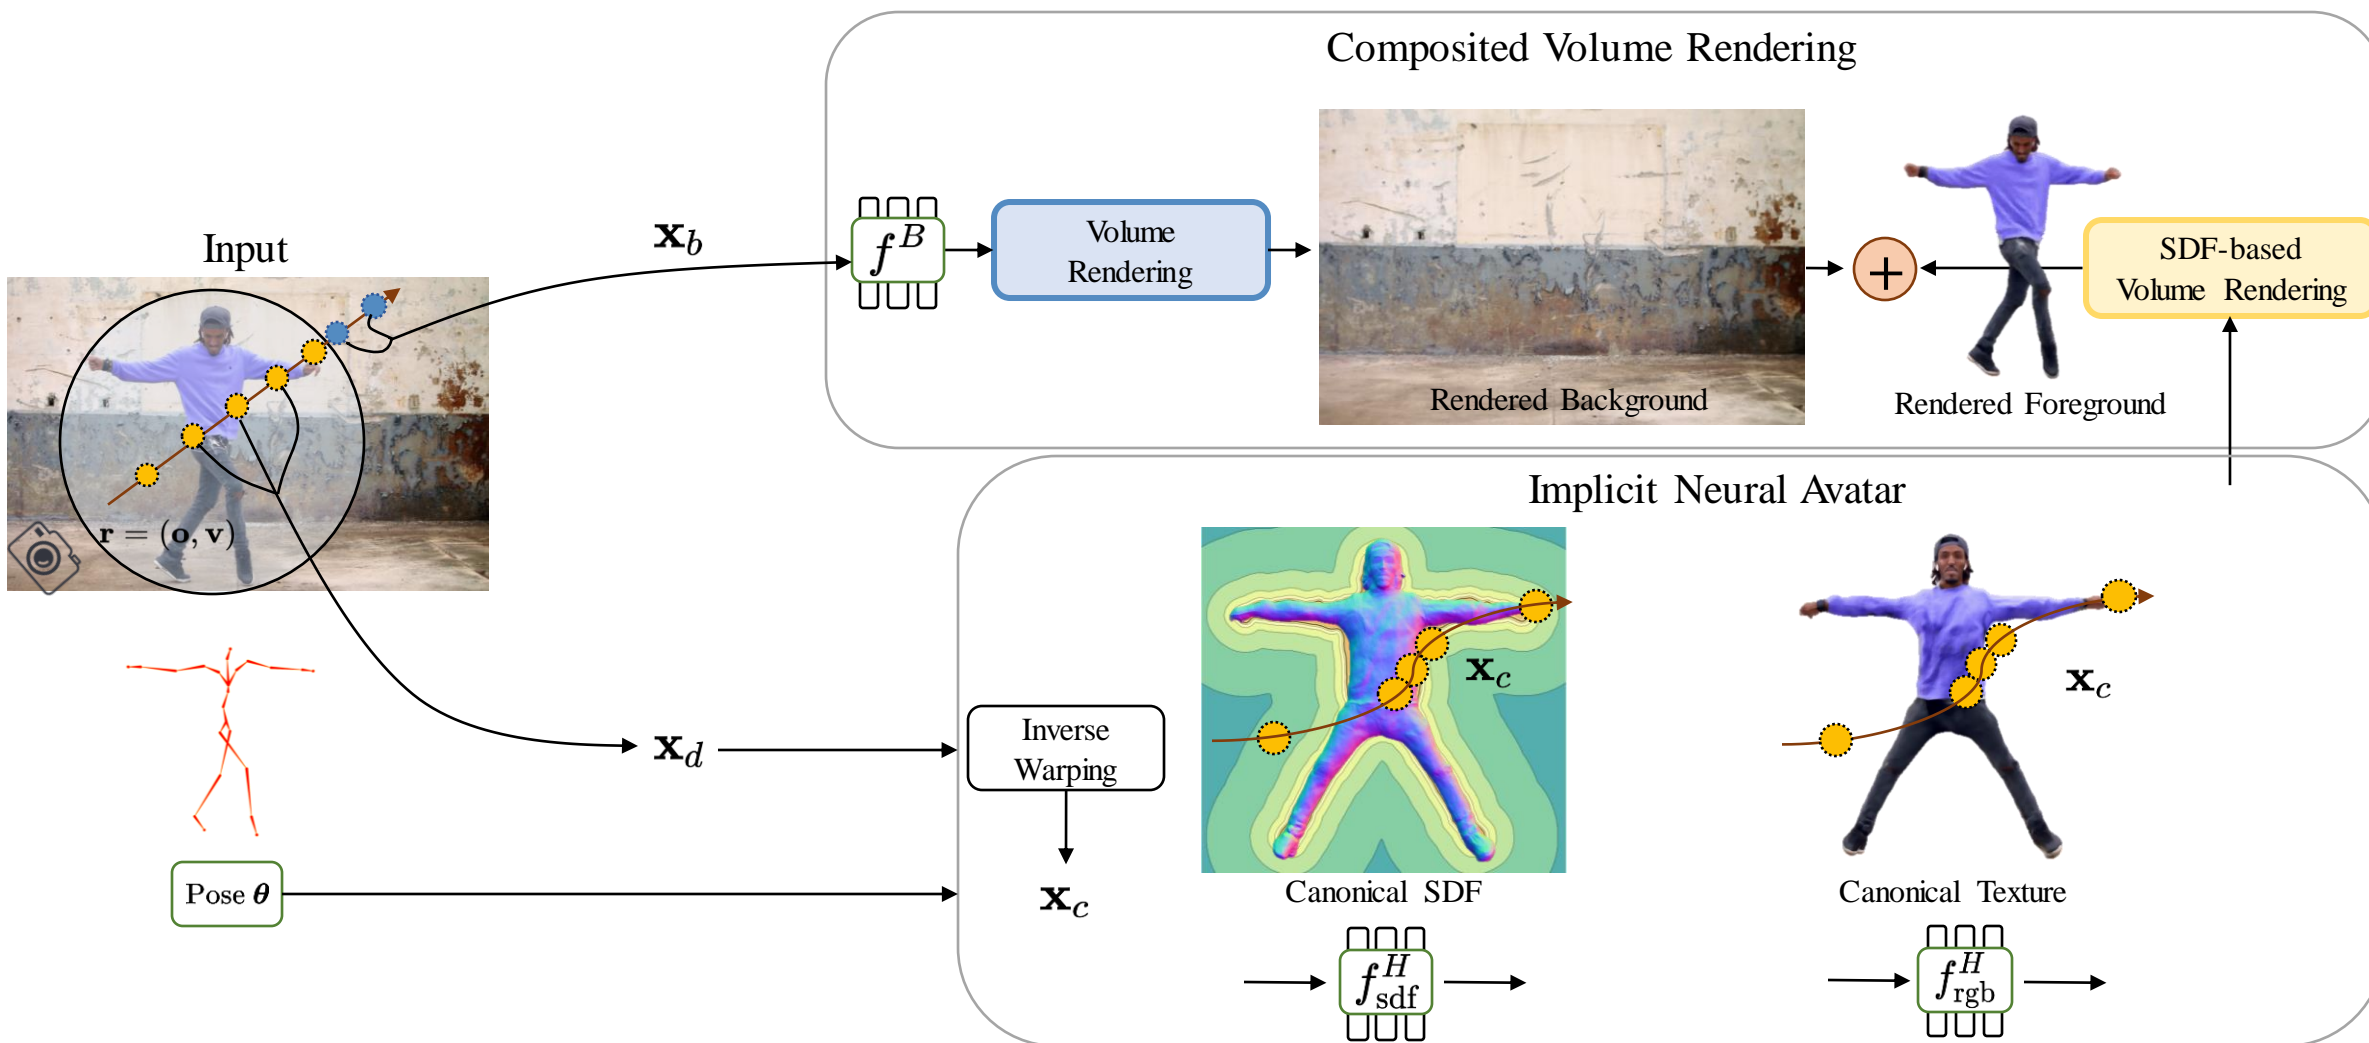 Composited Volume Rendering
Input
x_b
f^B
Volume
Rendering
SDF-based
Volume Rendering
+
Rendered Background
Rendered Foreground
r = (o, v)
Implicit Neural Avatar
x_c
x_c
x_d
Inverse
Warping
Pose θ
x_c
Canonical SDF
Canonical Texture
f^H_sdf
f^H_rgb